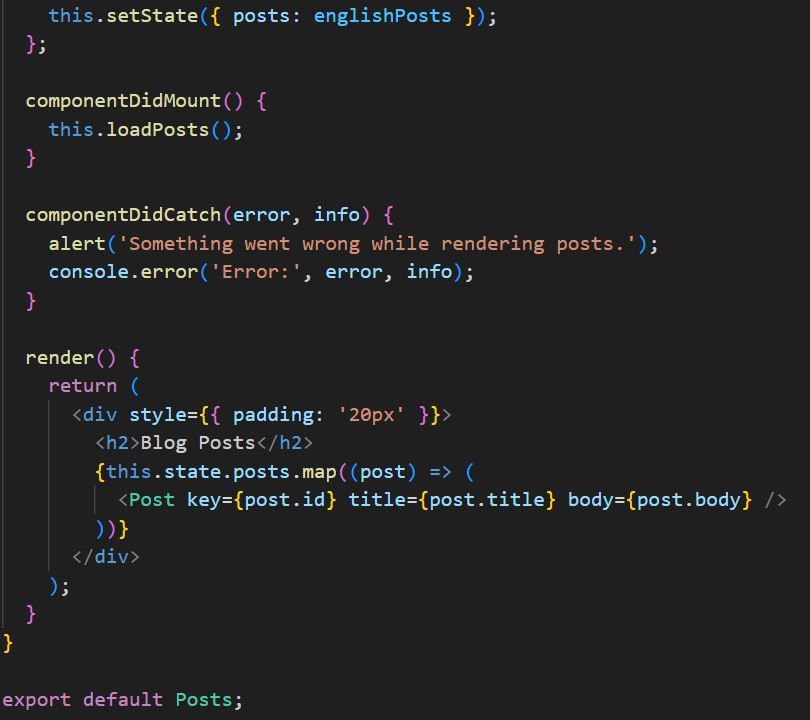 this.setState({ posts: englishPosts });
  };

  componentDidMount() {
    this.loadPosts();
  }

  componentDidCatch(error, info) {
    alert('Something went wrong while rendering posts.');
    console.error('Error:', error, info);
  }

  render() {
    return (
      <div style={{ padding: '20px' }}>
        <h2>Blog Posts</h2>
        {this.state.posts.map((post) => (
          <Post key={post.id} title={post.title} body={post.body} />
        ))}
      </div>
    );
  }
}

export default Posts;